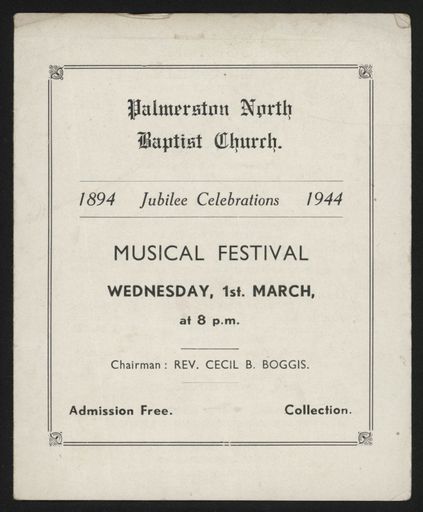 Palmerston North
Baptist Church.
1894 Jubilee Celebrations 1944
MUSICAL FESTIVAL
WEDNESDAY, 1st. MARCH,
at 8 p.m.
Chairman : REV. CECIL B. BOGGIS.
Admission Free. Collection.